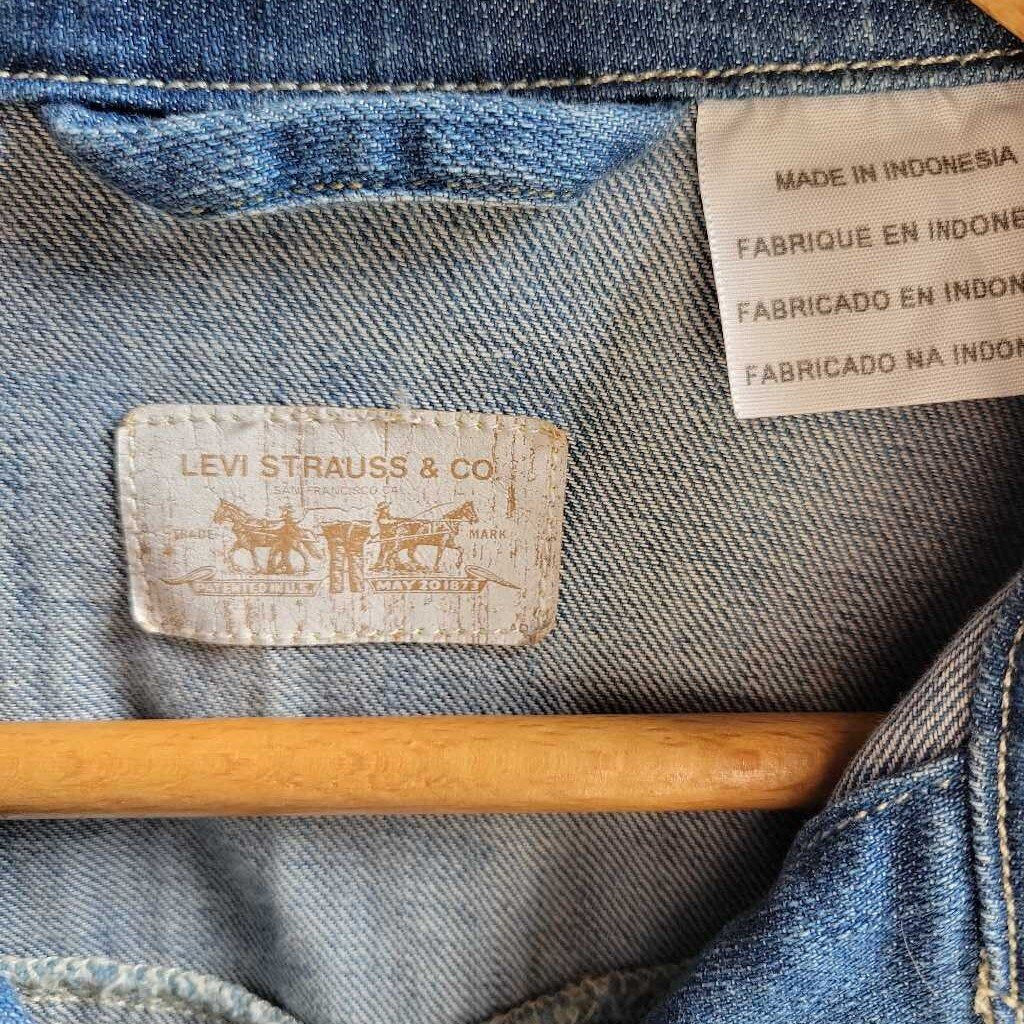 MADE IN INDONESIA
FABRIQUE EN INDONE
FABRICADO EN INDON
FABRICADO NA INDON
LEVI STRAUSS & CO
SAN FRANCISCO CAL
TRADE MARK
PATENTED IN U.S. MAY 20 1873